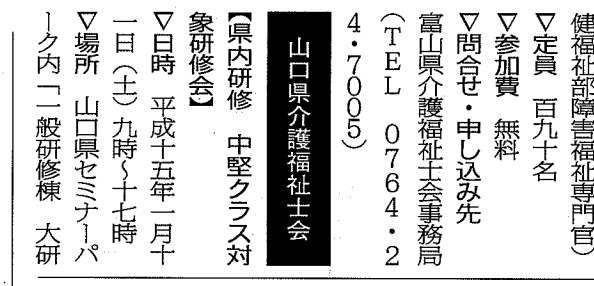 健福祉部障害福祉専門官)
▽定員　百九十名
▽参加費　無料
▽問合せ・申し込み先
富山県介護福祉士会事務局
(TEL　0764・2
4・7005)
山口県介護福祉士会
【県内研修　中堅クラス対
象研修会】
▽日時　平成十五年一月十
一日(土)九時〜十七時
▽場所　山口県セミナーパ
ーク内「一般研修棟　大研